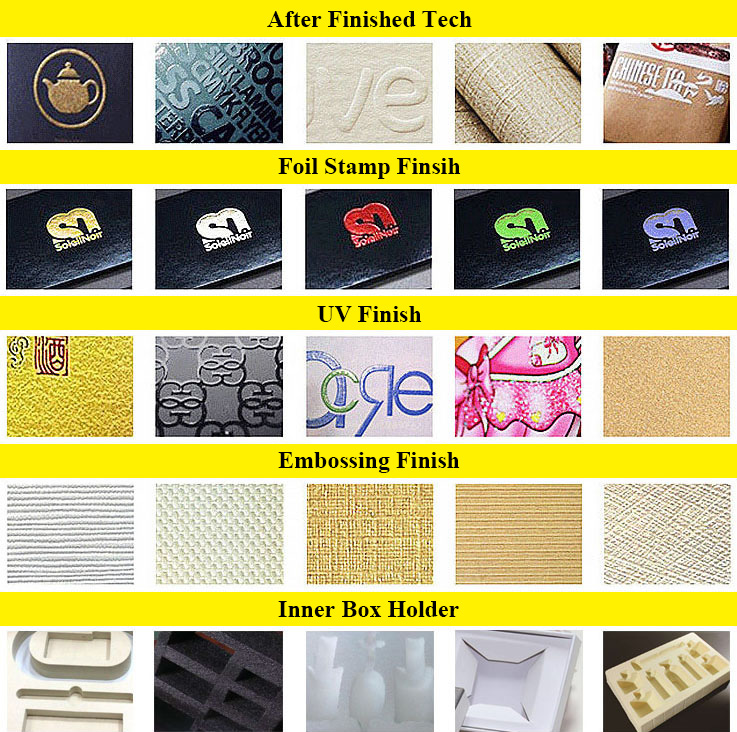 After Finished Tech
CHINESE TEA
Foil Stamp Finsih
SoleilNoir
SoleilNoir
SoleilNoir
SoleilNoir
SoleilNoir
UV Finish
酒
Embossing Finish
Inner Box Holder